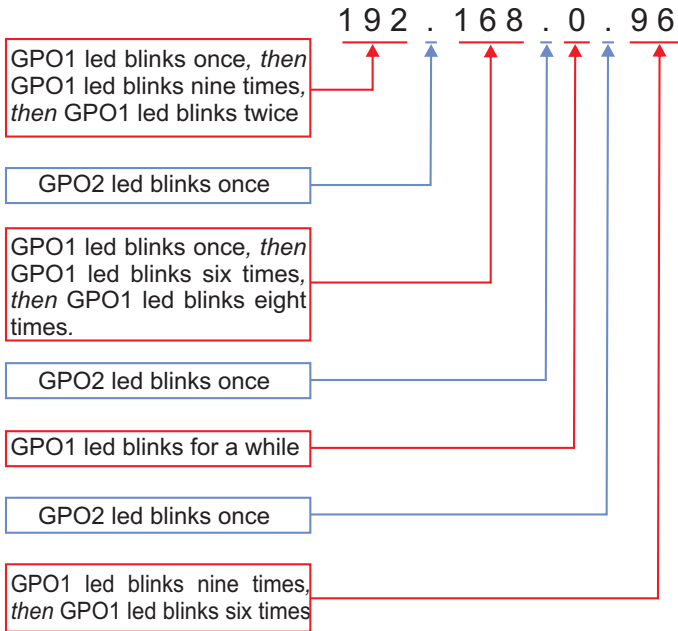 192.168.0.96
GPO1 led blinks once, then
GPO1 led blinks nine times,
then GPO1 led blinks twice
GPO2 led blinks once
GPO1 led blinks once, then
GPO1 led blinks six times,
then GPO1 led blinks eight
times.
GPO2 led blinks once
GPO1 led blinks for a while
GPO2 led blinks once
GPO1 led blinks nine times,
then GPO1 led blinks six times